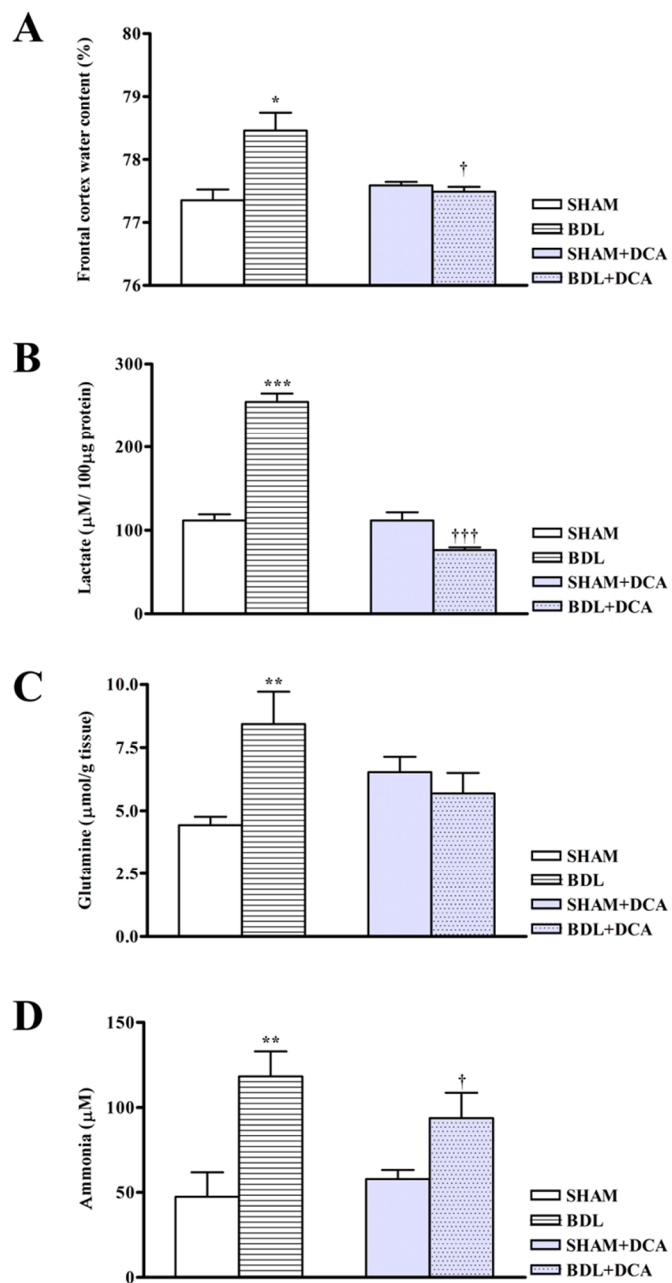 A
Frontal cortex water content (%)
80
79
78
77
76
*
†
SHAM
BDL
SHAM+DCA
BDL+DCA
B
Lactate (μM/ 100μg protein)
300
200
100
0
***
†††
SHAM
BDL
SHAM+DCA
BDL+DCA
C
Glutamine (μmol/g tissue)
10.0
7.5
5.0
2.5
0.0
**
SHAM
BDL
SHAM+DCA
BDL+DCA
D
Ammonia (μM)
150
100
50
0
**
†
SHAM
BDL
SHAM+DCA
BDL+DCA